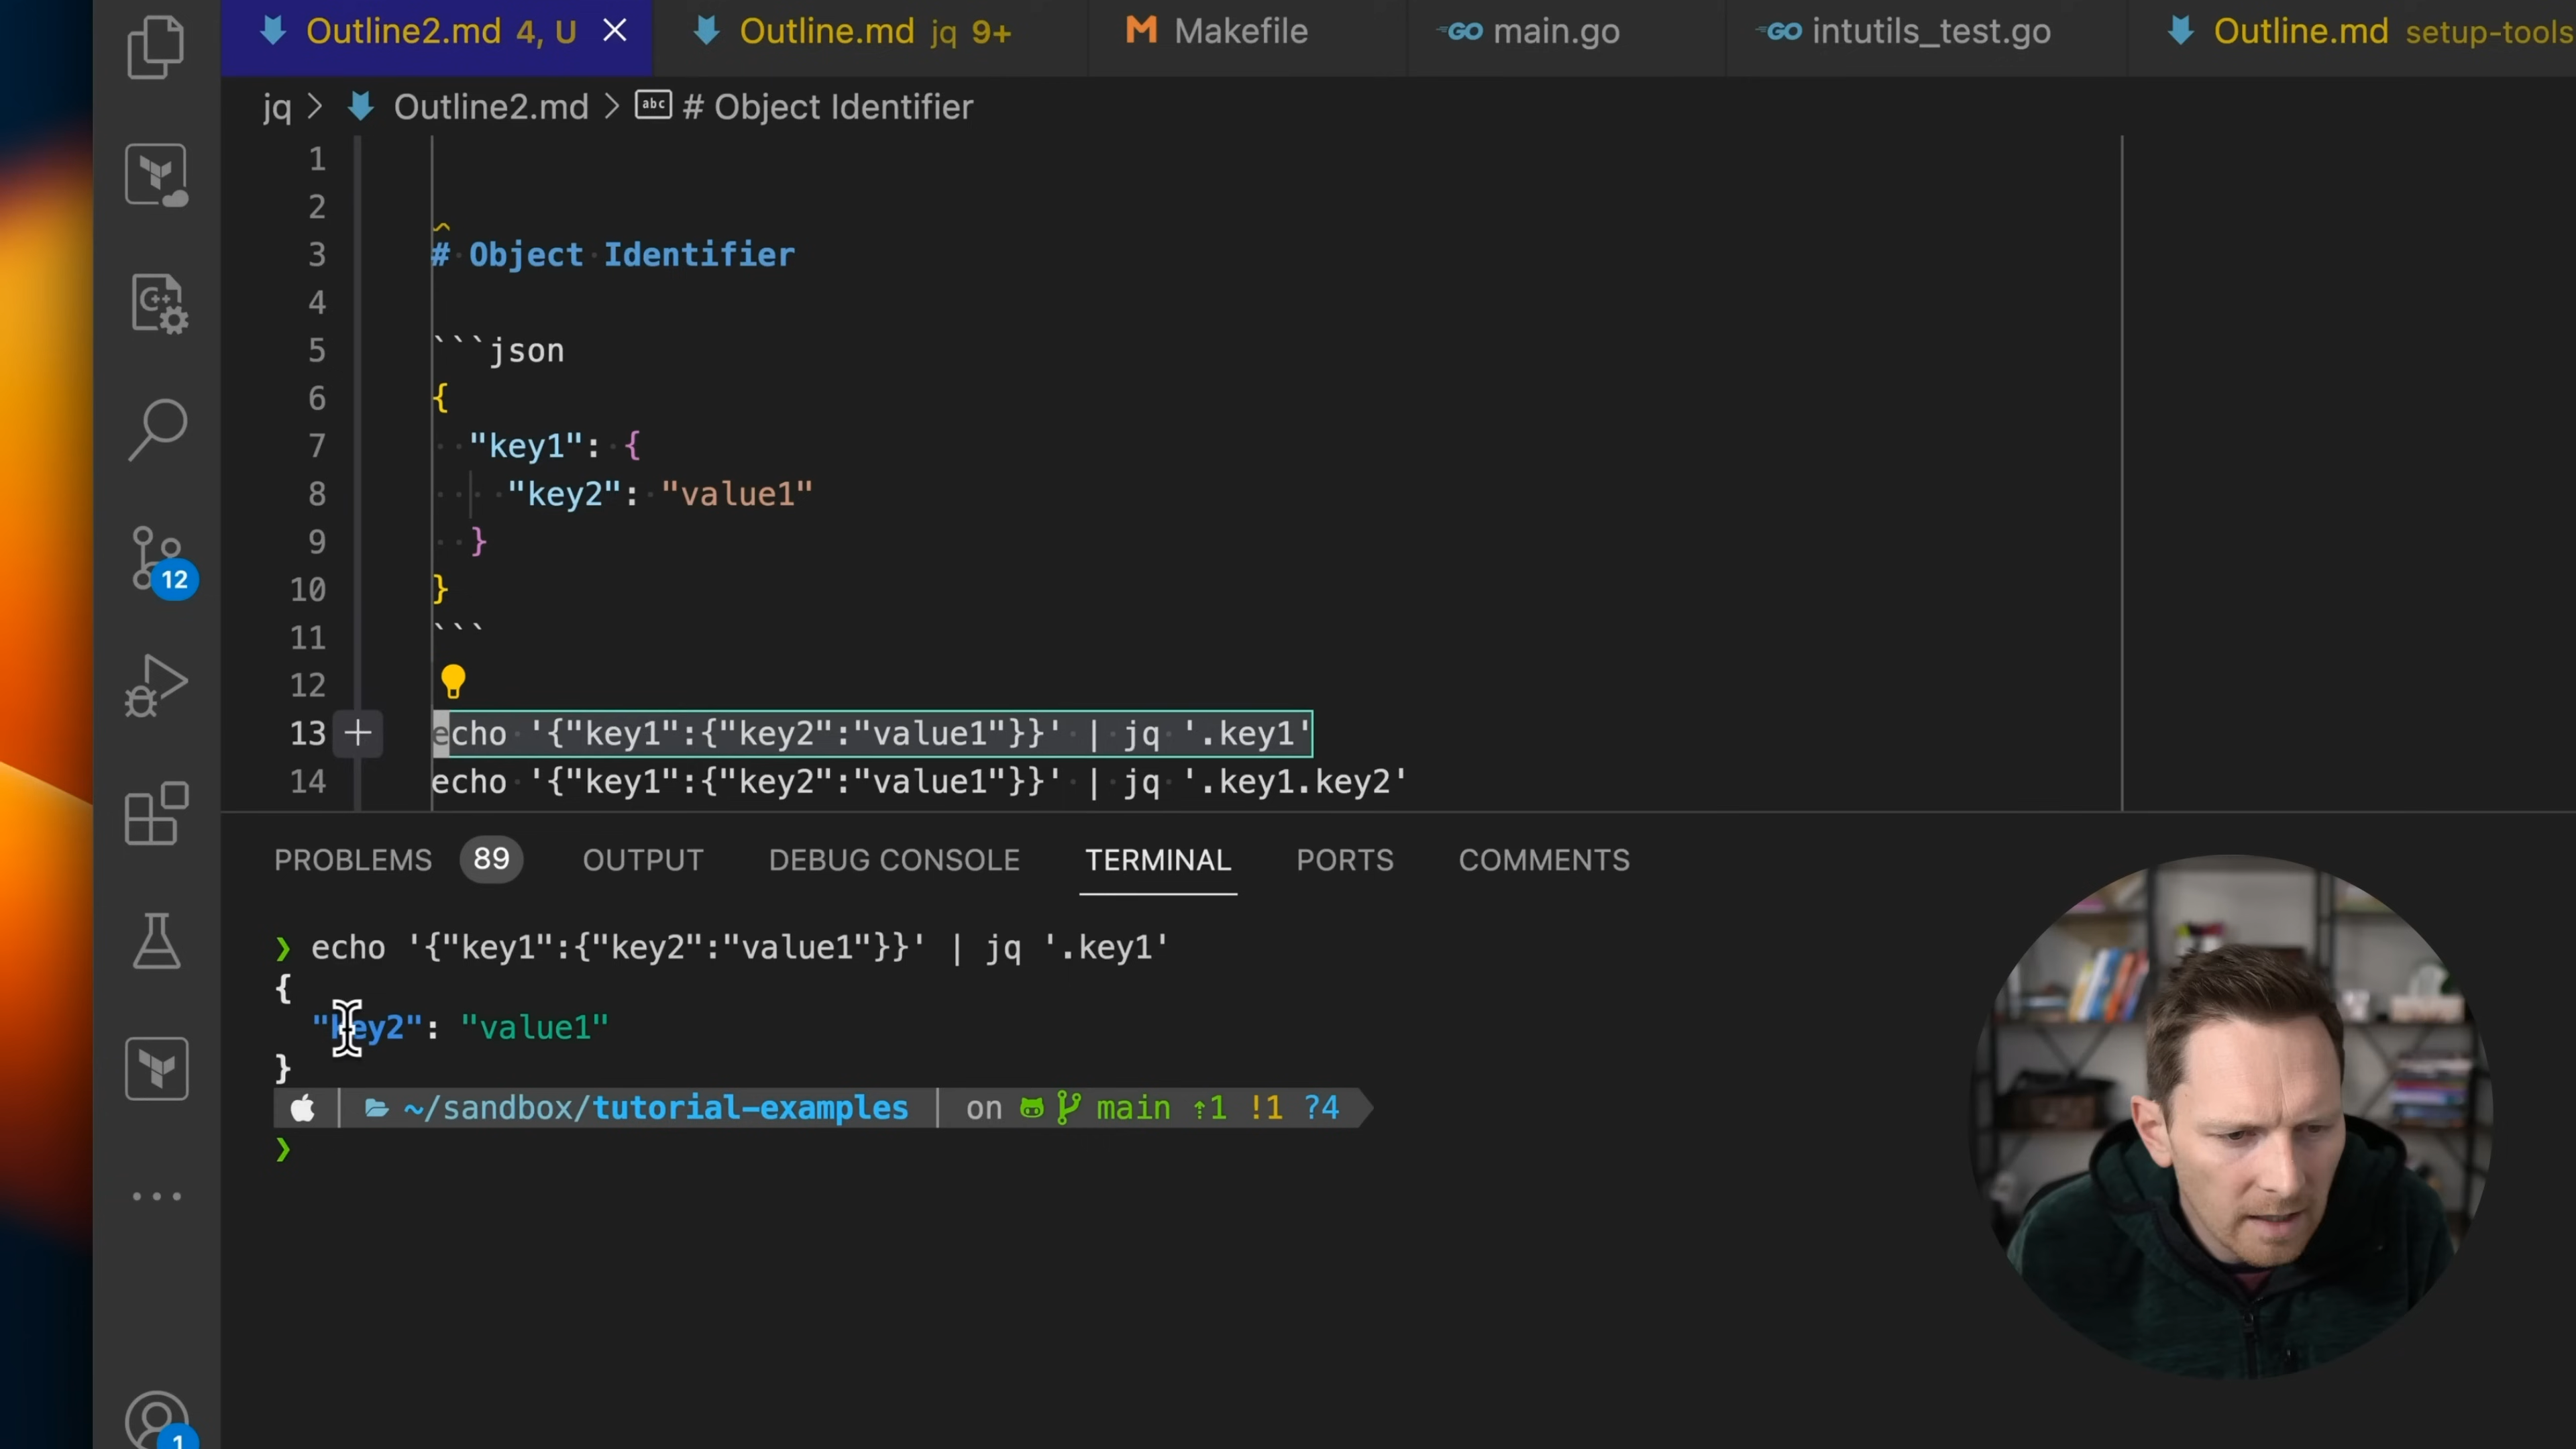 Outline2.md 4, U
Outline.md jq 9+
Makefile
GO main.go
GO intutils_test.go
Outline.md setup-tools
jq > Outline2.md > abc # Object Identifier
1
2
3 # Object Identifier
4
5 ```json
6 {
7 "key1": {
8 "key2": "value1"
9 }
10 }
11 ```
12
13 echo '{"key1":{"key2":"value1"}}' | jq '.key1'
14 echo '{"key1":{"key2":"value1"}}' | jq '.key1.key2'
C++
12
1
PROBLEMS 89 OUTPUT DEBUG CONSOLE TERMINAL PORTS COMMENTS
❯ echo '{"key1":{"key2":"value1"}}' | jq '.key1'
{
"key2": "value1"
}
~/sandbox/tutorial-examples on main ⇡1 !1 ?4
❯